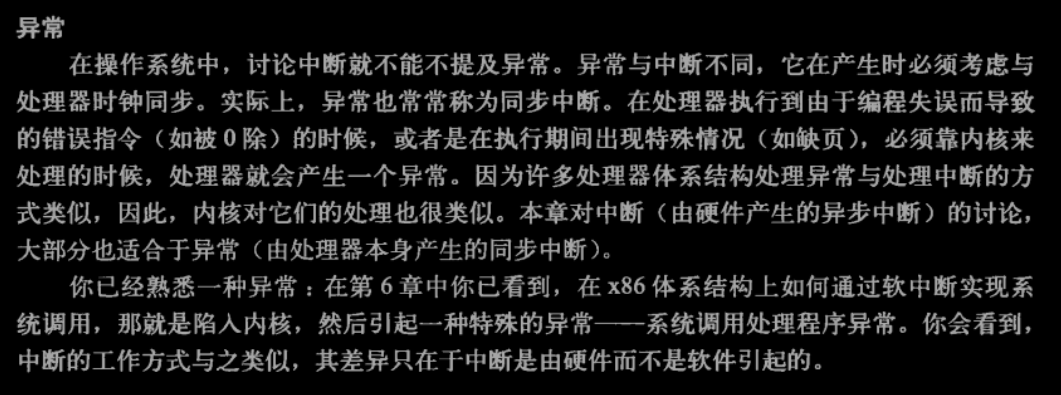 异常
在操作系统中，讨论中断就不能不提及异常。异常与中断不同，它在产生时必须考虑与
处理器时钟同步。实际上，异常也常常称为同步中断。在处理器执行到由于编程失误而导致
的错误指令（如被 0 除）的时候，或者是在执行期间出现特殊情况（如缺页），必须靠内核来
处理的时候，处理器就会产生一个异常。因为许多处理器体系结构处理异常与处理中断的方
式类似，因此，内核对它们的处理也很类似。本章对中断（由硬件产生的异步中断）的讨论，
大部分也适合于异常（由处理器本身产生的同步中断）。
你已经熟悉一种异常：在第 6 章中你已看到，在 x86 体系结构上如何通过软中断实现系
统调用，那就是陷入内核，然后引起一种特殊的异常——系统调用处理程序异常。你会看到，
中断的工作方式与之类似，其差异只在于中断是由硬件而不是软件引起的。